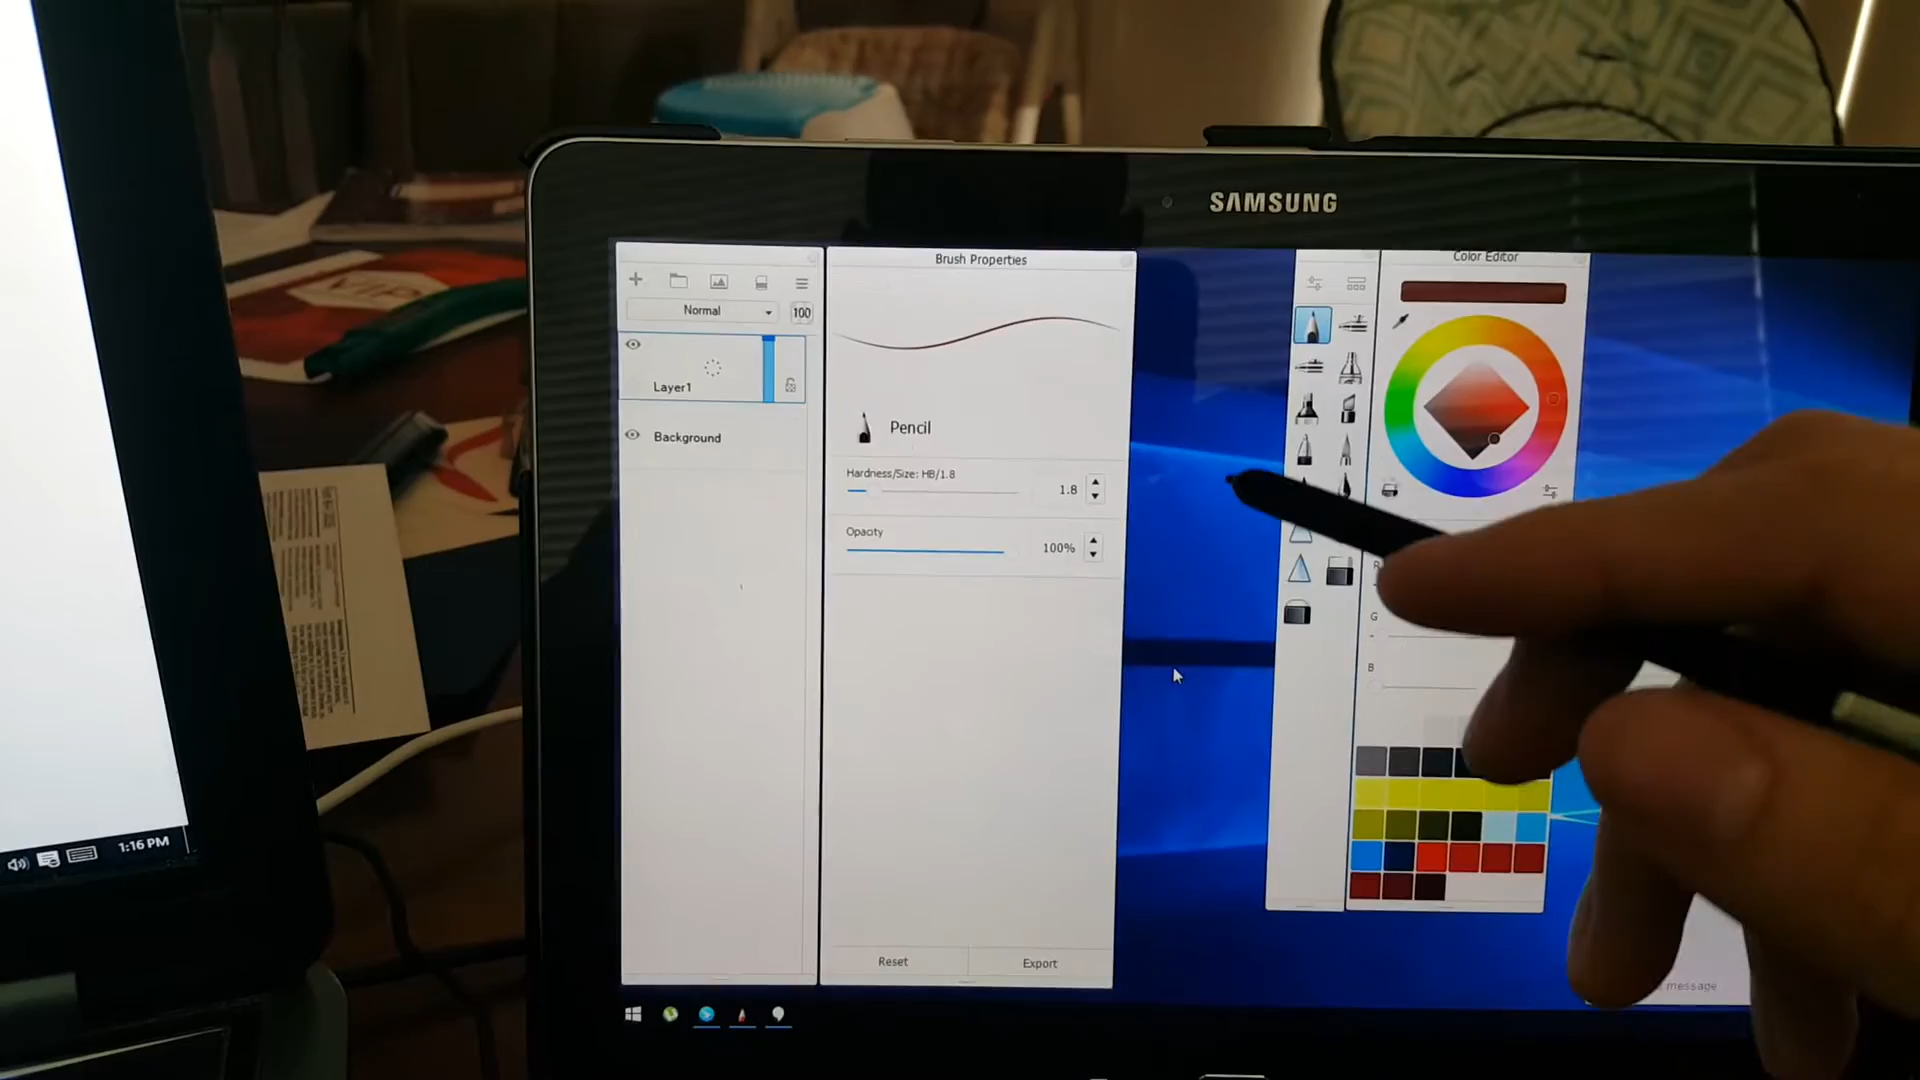 VIP
SAMSUNG
Brush Properties
Color Editor
Normal
100
Layer1
Pencil
Background
Hardness/Size: HB/1.8
1.8
Opacity
100%
R
G
B
1:16 PM
Reset
Export
message